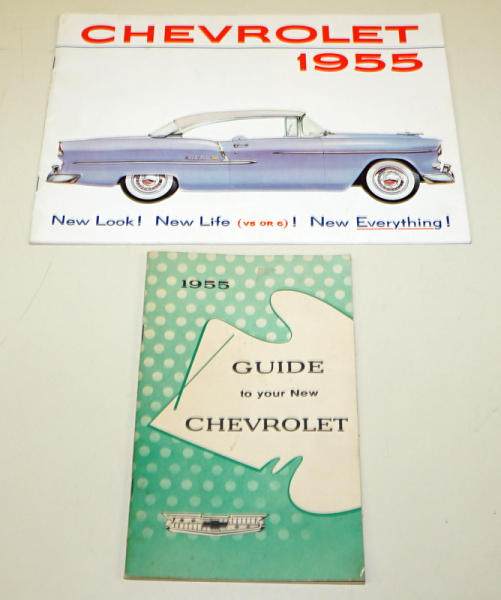 CHEVROLET
1955
New Look! New Life (V8 OR 6)! New Everything!
1955
GUIDE
to your New
CHEVROLET